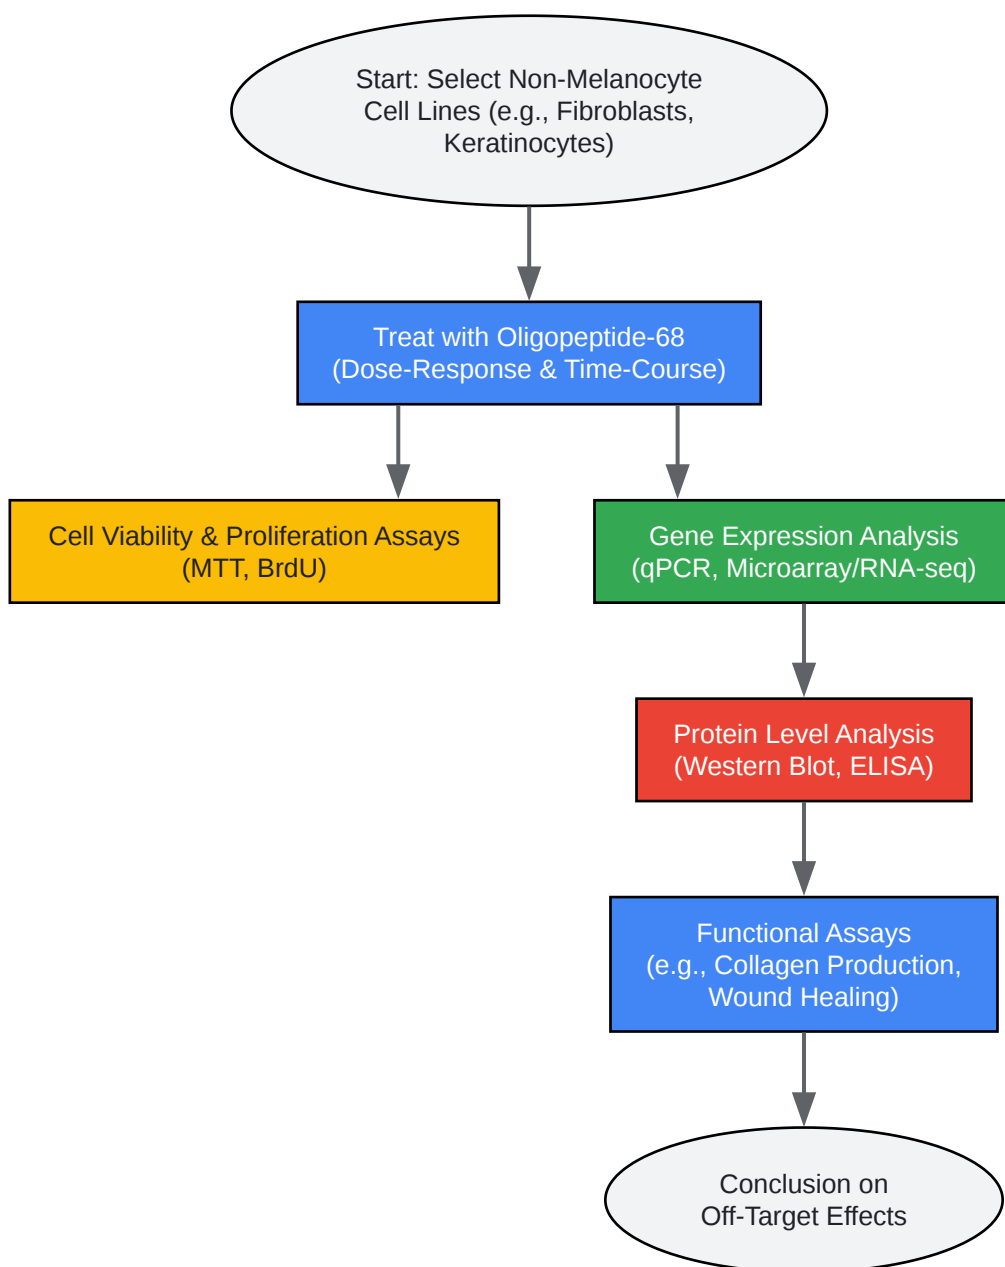 Start: Select Non-Melanocyte
Cell Lines (e.g., Fibroblasts,
Keratinocytes)
Treat with Oligopeptide-68
(Dose-Response & Time-Course)
Cell Viability & Proliferation Assays
(MTT, BrdU)
Gene Expression Analysis
(qPCR, Microarray/RNA-seq)
Protein Level Analysis
(Western Blot, ELISA)
Functional Assays
(e.g., Collagen Production,
Wound Healing)
Conclusion on
Off-Target Effects